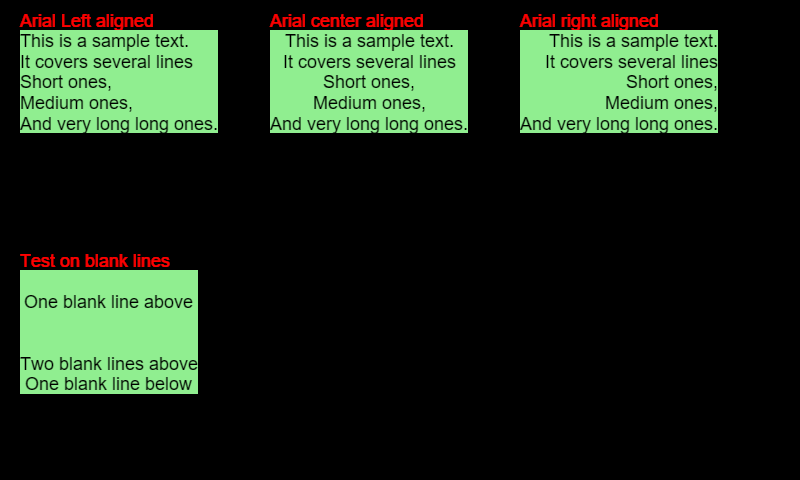 Arial Left aligned
This is a sample text.
It covers several lines
Short ones,
Medium ones,
And very long long ones.
Arial center aligned
This is a sample text.
It covers several lines
Short ones,
Medium ones,
And very long long ones.
Arial right aligned
This is a sample text.
It covers several lines
Short ones,
Medium ones,
And very long long ones.
Test on blank lines
One blank line above
Two blank lines above
One blank line below